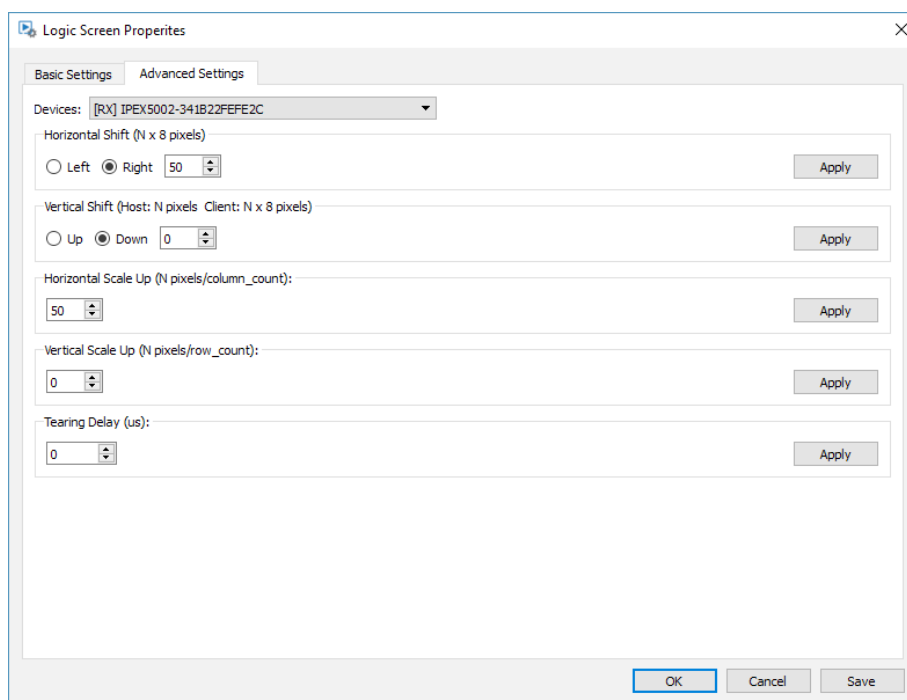 Logic Screen Properites
Basic Settings Advanced Settings
Devices: [RX] IPEX5002-341B22FEFE2C
Horizontal Shift (N x 8 pixels)
Left Right 50 Apply
Vertical Shift (Host: N pixels Client: N x 8 pixels)
Up Down 0 Apply
Horizontal Scale Up (N pixels/column_count):
50 Apply
Vertical Scale Up (N pixels/row_count):
0 Apply
Tearing Delay (us):
0 Apply
OK Cancel Save